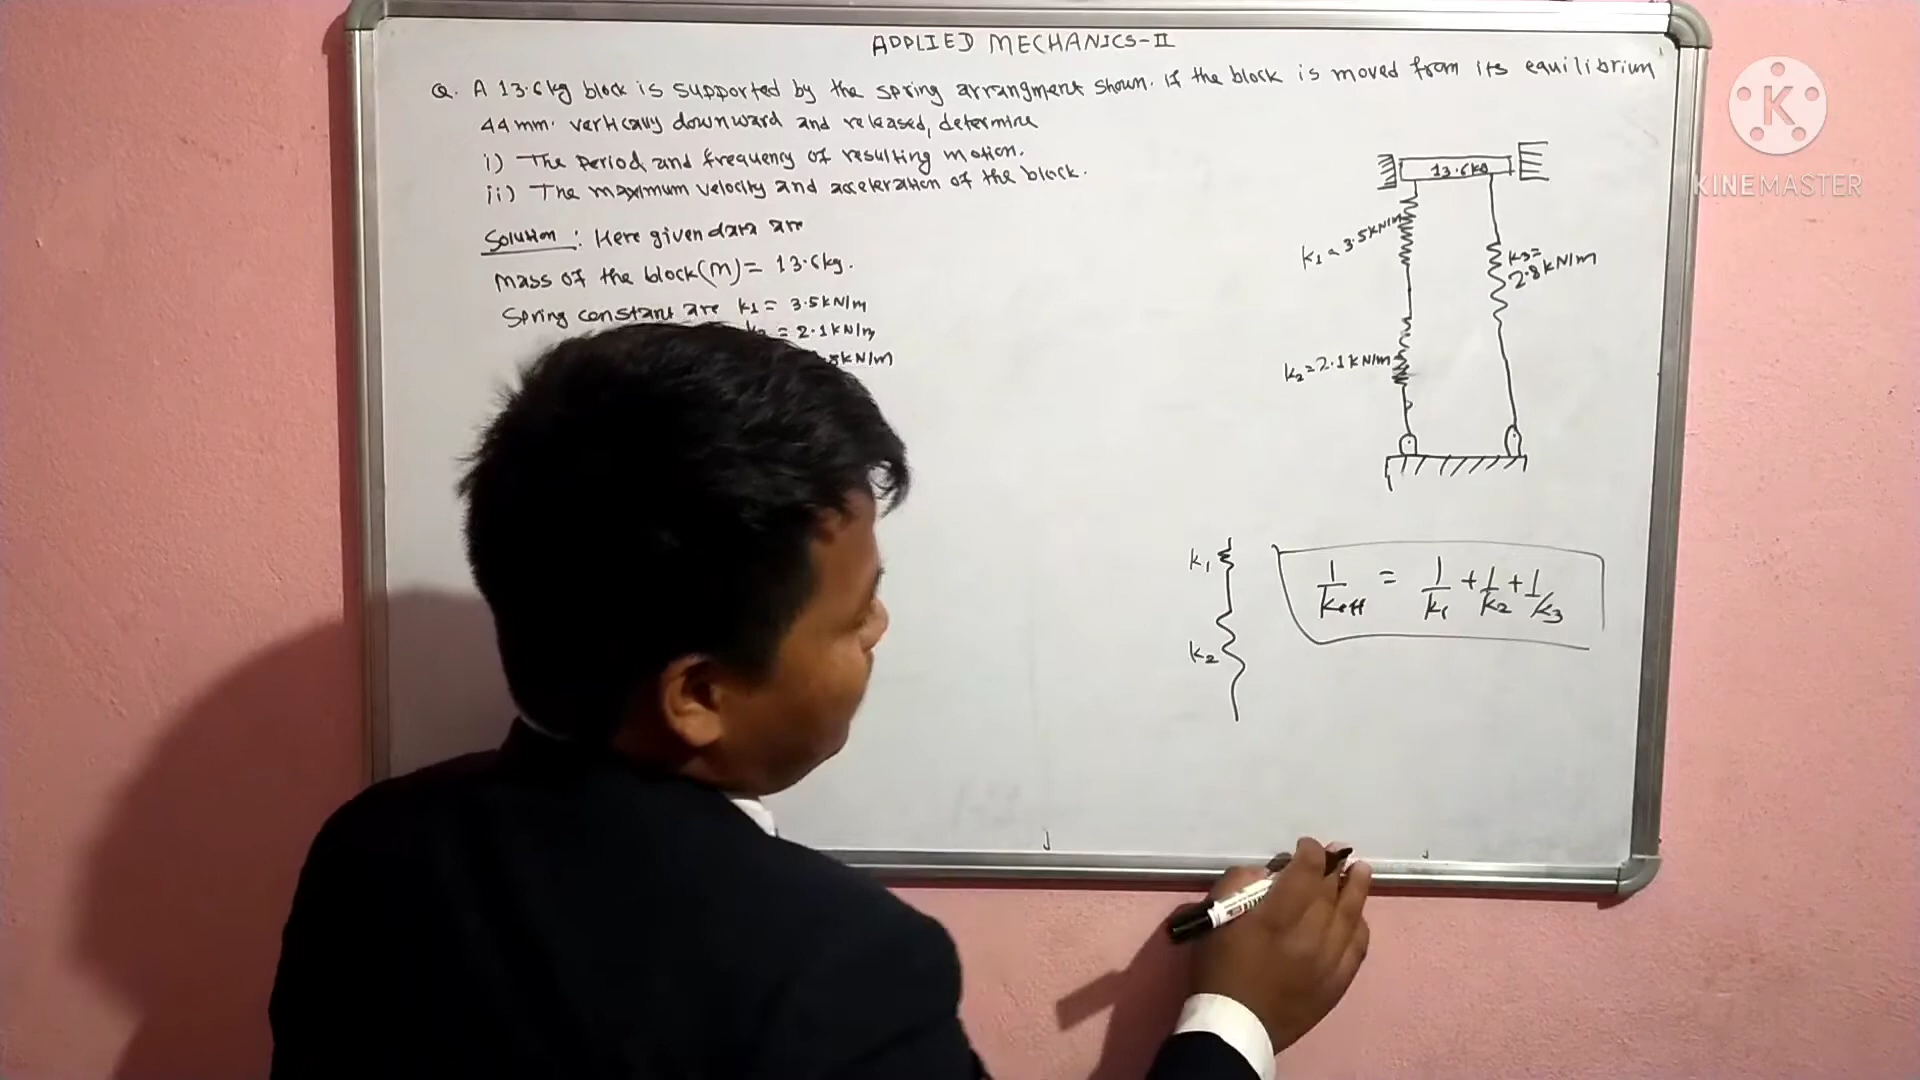 APPLIED MECHANICS-II
Q. A 13.6kg block is supported by the spring arrangment shown. If the block is moved from its equilibrium
44mm. vertically downward and released, determine
i) The Period and frequency of resulting motion.
ii) The maximum velocity and acceleration of the block.
Solution: Here given data are
Mass of the block(m) = 13.6kg.
Spring constant are k1 = 3.5kN/m
= 2.1kN/m
kN/m
13.6kg
k1 = 3.5kN/m
k3 =
2.8kN/m
k2 = 2.1kN/m
k1
k2
1/keff = 1/k1 + 1/k2 + 1/k3
K
KINEMASTER